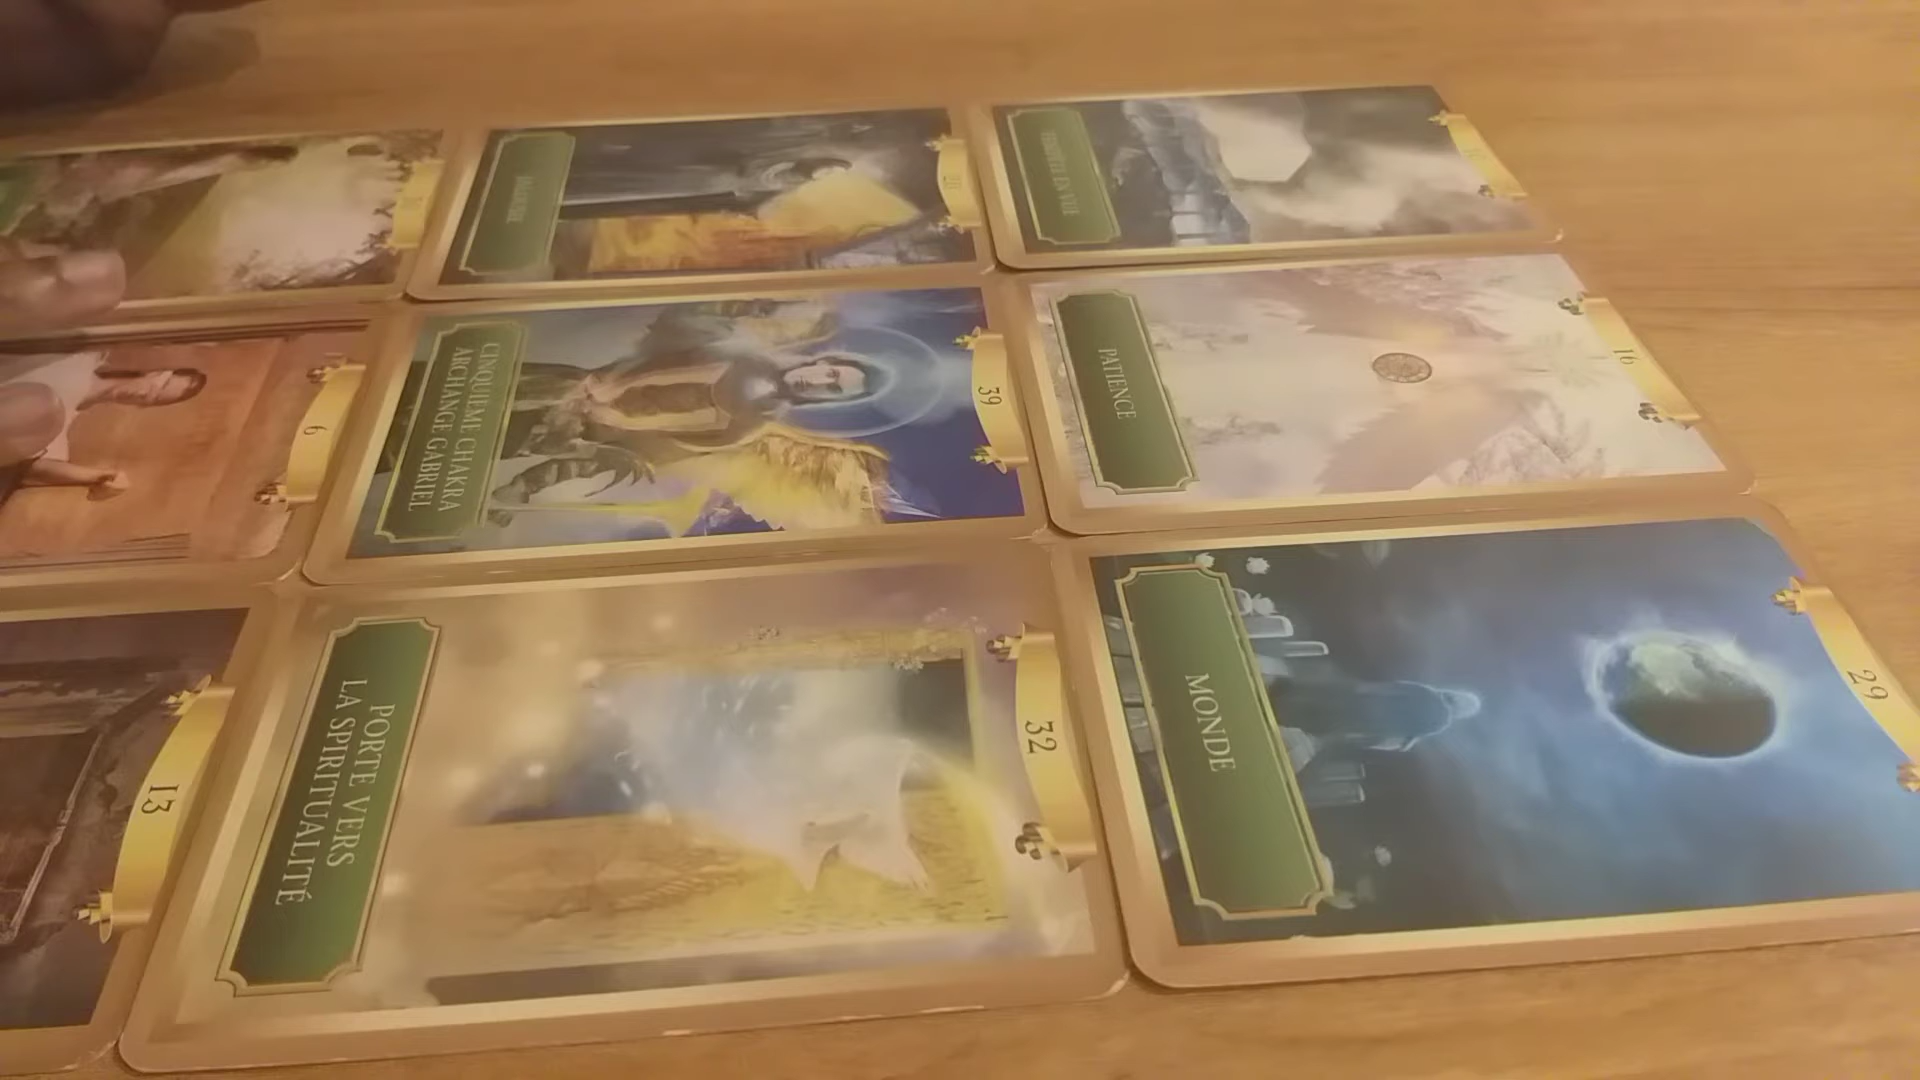 PATIENCE
16
CINQUIÈME CHAKRA
ARCHANGE GABRIEL
39
6
MONDE
29
PORTE VERS
LA SPIRITUALITÉ
32
13